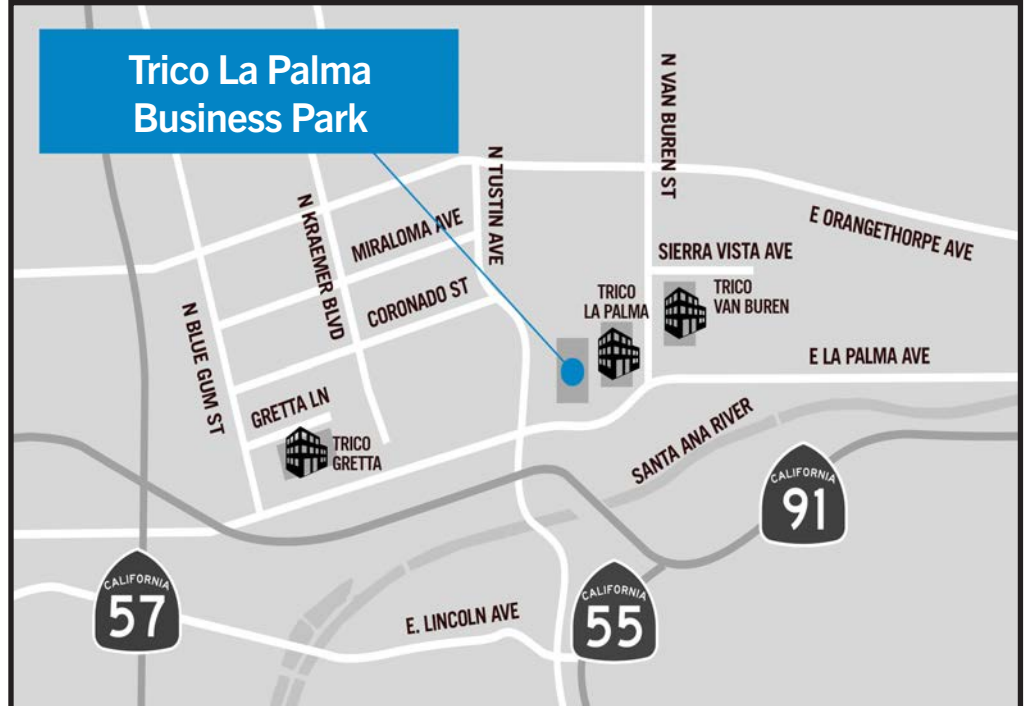 Trico La Palma
Business Park
N VAN BUREN ST
N TUSTIN AVE
N KRAEMER BLVD
MIRALOMA AVE
E ORANGETHORPE AVE
SIERRA VISTA AVE
TRICO
LA PALMA
TRICO
VAN BUREN
CORONADO ST
N BLUE GUM ST
E LA PALMA AVE
GRETTA LN
TRICO
GRETTA
SANTA ANA RIVER
CALIFORNIA
91
CALIFORNIA
57
E. LINCOLN AVE
CALIFORNIA
55